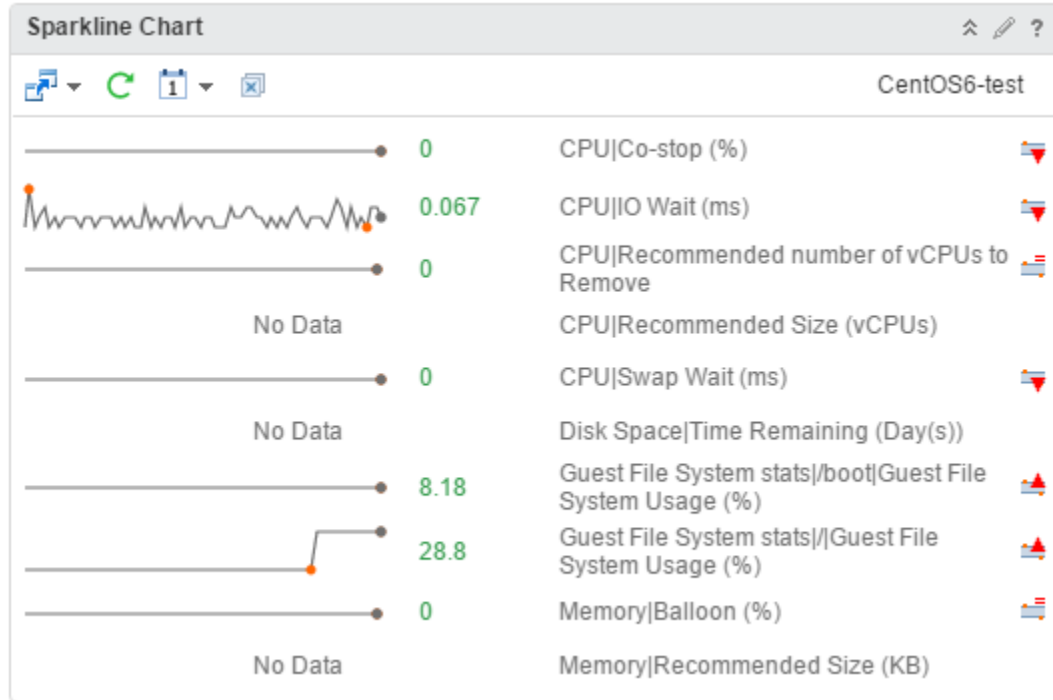 Sparkline Chart ?
1 CentOS6-test
0 CPU|Co-stop (%)
0.067 CPU|IO Wait (ms)
0 CPU|Recommended number of vCPUs to
Remove
No Data CPU|Recommended Size (vCPUs)
0 CPU|Swap Wait (ms)
No Data Disk Space|Time Remaining (Day(s))
8.18 Guest File System stats|/boot|Guest File
System Usage (%)
28.8 Guest File System stats|/|Guest File
System Usage (%)
0 Memory|Balloon (%)
No Data Memory|Recommended Size (KB)